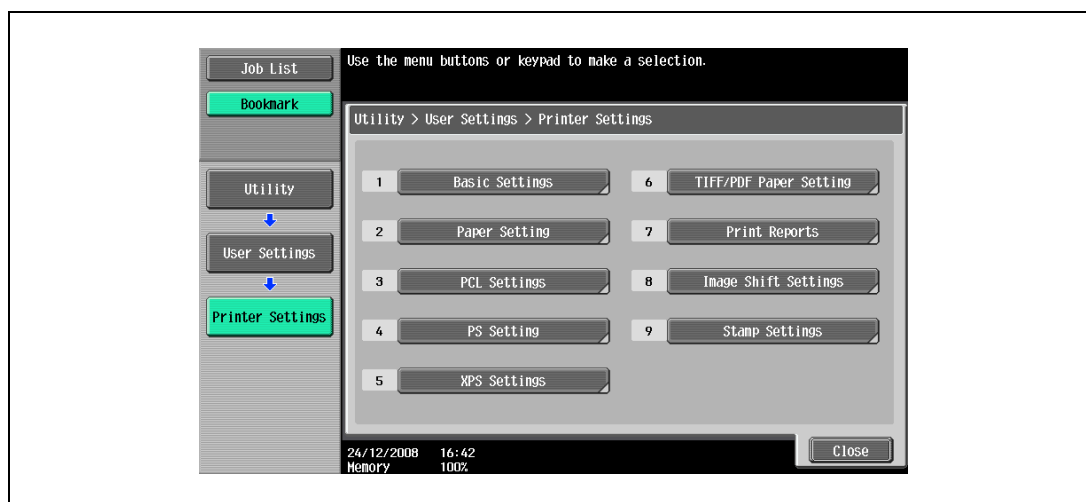 Job List
Bookmark
Utility
User Settings
Printer Settings
Use the menu buttons or keypad to make a selection.
Utility > User Settings > Printer Settings
1 Basic Settings
2 Paper Setting
3 PCL Settings
4 PS Setting
5 XPS Settings
6 TIFF/PDF Paper Setting
7 Print Reports
8 Image Shift Settings
9 Stamp Settings
24/12/2008 16:42
Memory 100%
Close